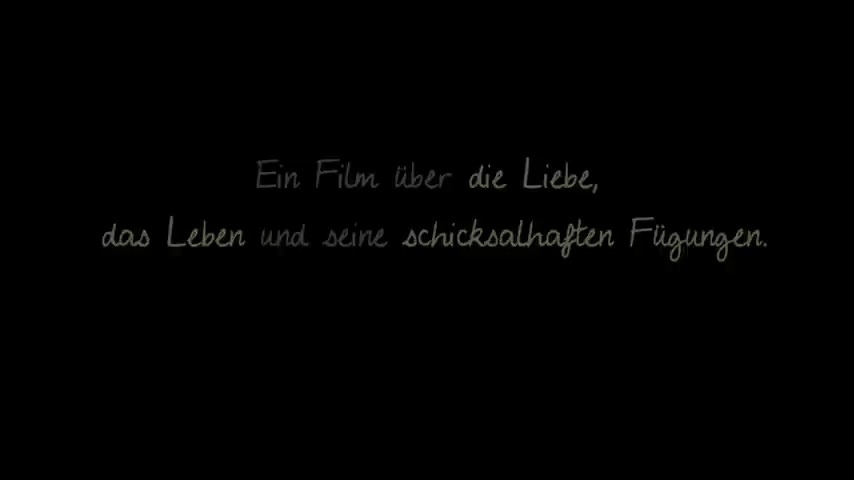 Ein Film über die Liebe,
das Leben und seine schicksalhaften Fügungen.